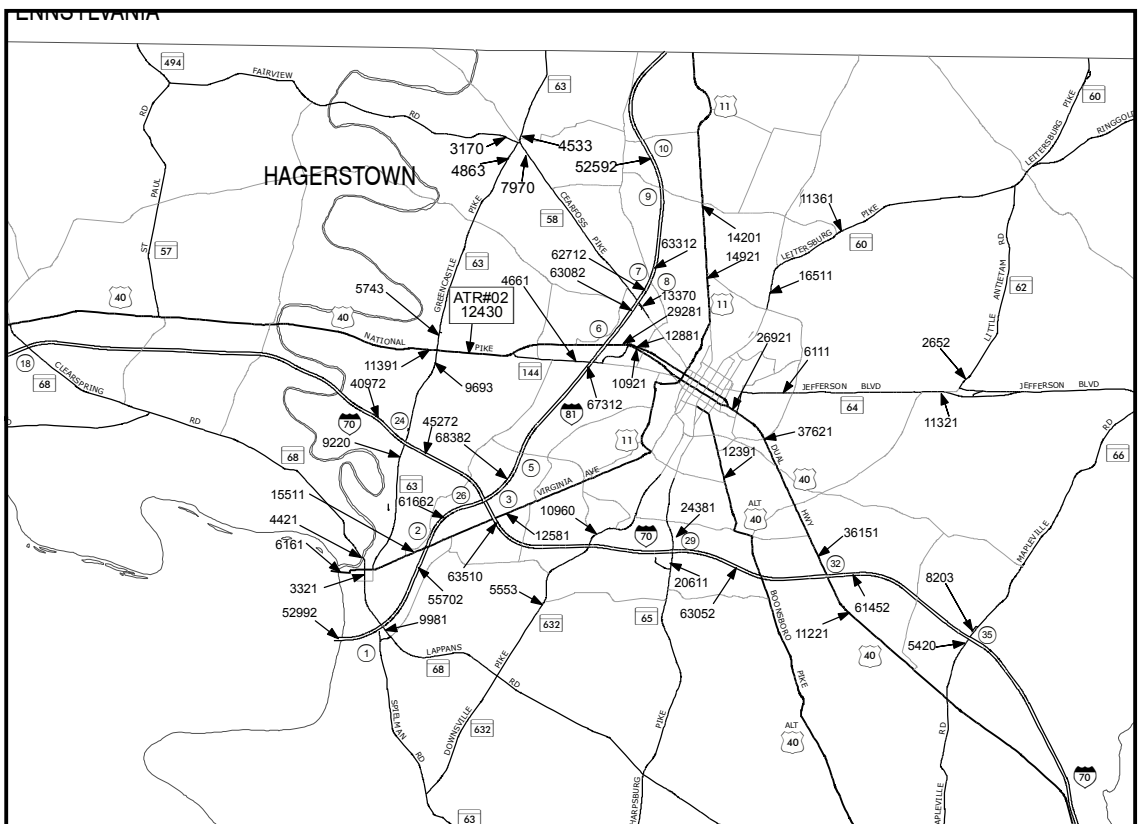 ENNSYLVANIA
494
FAIRVIEW
RD
63
11
60
LEITERSBURG PIKE
RINGGOLD
10
3170
4533
4863
7970
52592
HAGERSTOWN
RD
PAUL
ST
57
PIKE
CEARFOSS
PIKE
58
9
11361
LEITERSBURG
PIKE
60
14201
14921
16511
LITTLE ANTIETAM RD
62
63
GREENCASTLE
62712
63312
63082
7
8
4661
5743
ATR#02
12430
13370
29281
12881
11
40
40
6
NATIONAL
PIKE
11391
144
10921
26921
6111
2652
18
68
CLEARSPRING
RD
40972
9693
67312
81
JEFFERSON BLVD
JEFFERSON BLVD
64
11321
70
24
45272
68382
9220
11
12391
37621
DUAL
HWY
40
RD
66
68
63
26
5
VIRGINIA AVE
1
15511
61662
3
4421
2
10960
12581
70
24381
29
ALT
40
6161
36151
32
MAPLEVILLE
3321
63510
55702
5553
20611
63052
61452
8203
52992
9981
632
65
BOONSBORO
PIKE
11221
5420
35
1
LAPPANS
RD
68
40
SPIELMAN
RD
DOWNSVILLE
PIKE
632
PIKE
ALT
40
RD
70
63
HARPSBURG
APLEVILLE